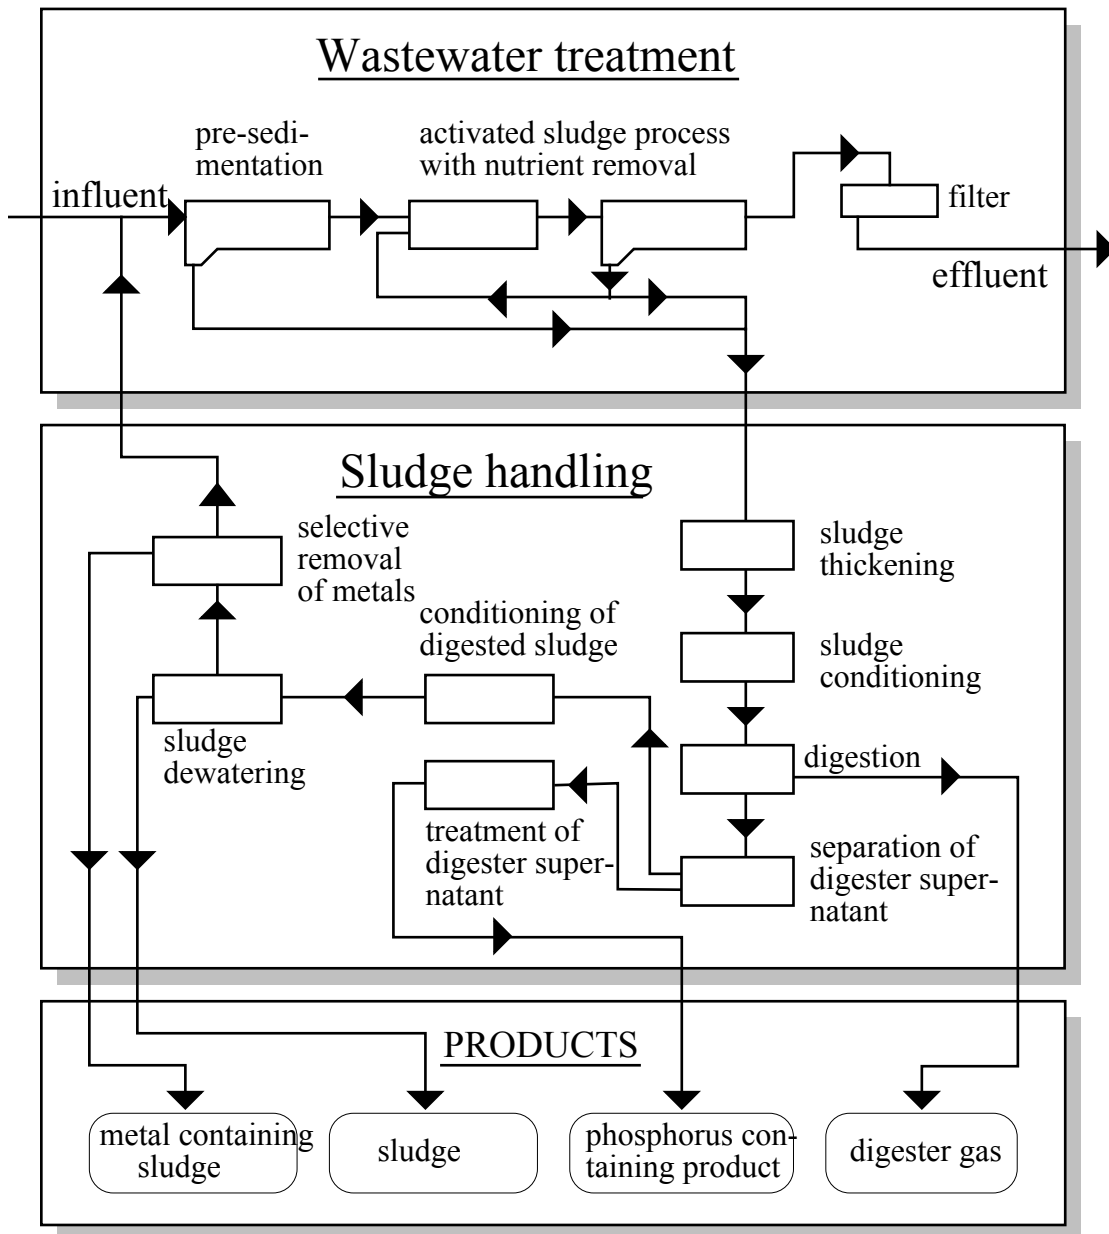 Wastewater treatment
pre-sedi-
mentation
activated sludge process
with nutrient removal
influent
filter
effluent
Sludge handling
selective
removal
of metals
sludge
thickening
conditioning of
digested sludge
sludge
conditioning
sludge
dewatering
digestion
treatment of
digester super-
natant
separation of
digester super-
natant
PRODUCTS
metal containing
sludge
sludge
phosphorus con-
taining product
digester gas